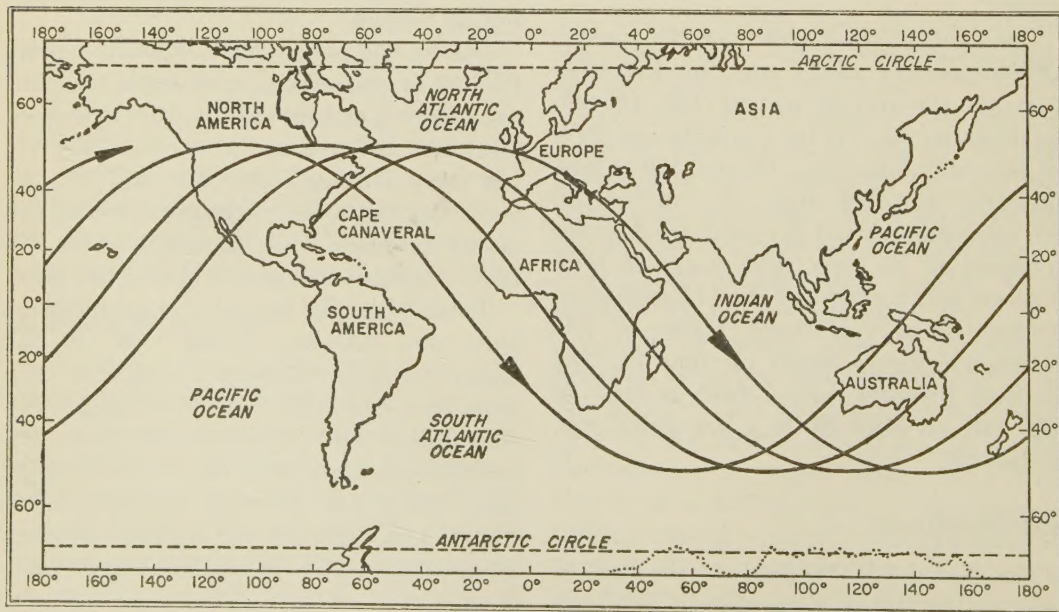 180° 160° 140° 120° 100° 80° 60° 40° 20° 0° 20° 40° 60° 80° 100° 120° 140° 160° 180°
ARCTIC CIRCLE
60° 60°
NORTH
AMERICA
NORTH
ATLANTIC
OCEAN
ASIA
EUROPE
40° 40°
CAPE
CANAVERAL
PACIFIC
OCEAN
20° 20°
AFRICA
INDIAN
OCEAN
0° 0°
SOUTH
AMERICA
20° 20°
AUSTRALIA
PACIFIC
OCEAN
SOUTH
ATLANTIC
OCEAN
40° 40°
60° 60°
ANTARCTIC CIRCLE
180° 160° 140° 120° 100° 80° 60° 40° 20° 0° 20° 40° 60° 80° 100° 120° 140° 160° 180°